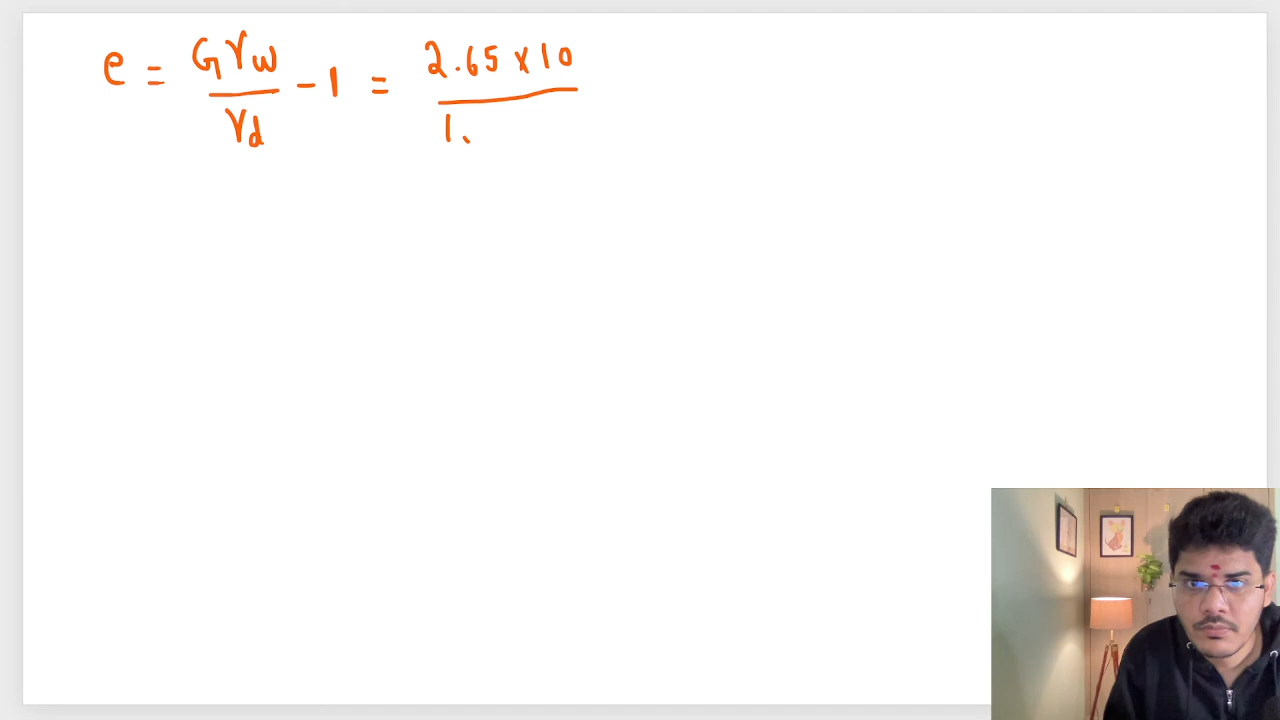 e = Gγw/γd - 1 = 2.65 x 10/1.